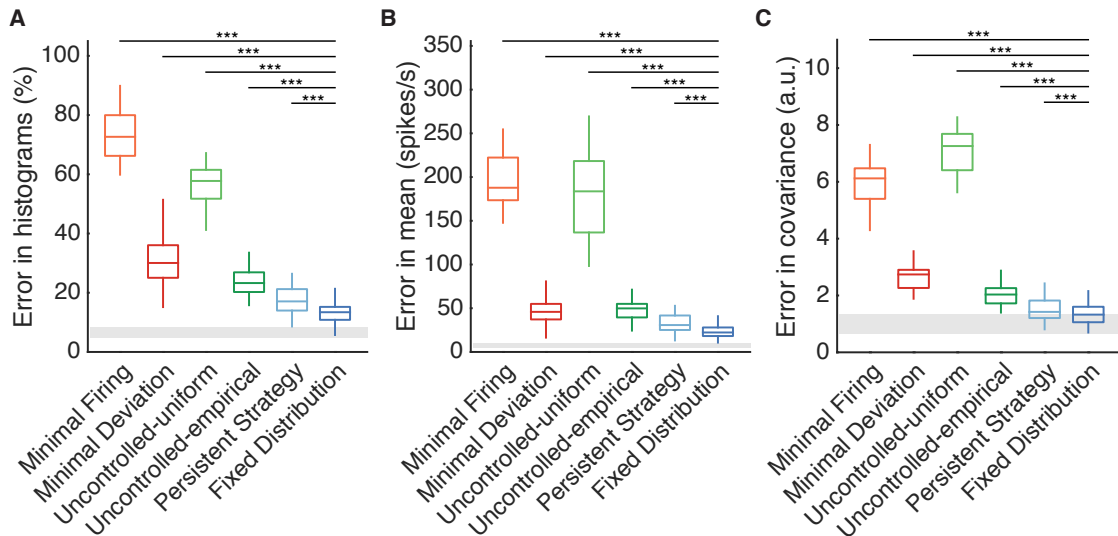 A
Error in histograms (%)
100
80
60
40
20
0
***
***
***
***
***
Minimal Firing
Minimal Deviation
Uncontrolled-uniform
Uncontrolled-empirical
Persistent Strategy
Fixed Distribution
B
Error in mean (spikes/s)
350
300
250
200
150
100
50
0
***
***
***
***
***
Minimal Firing
Minimal Deviation
Uncontrolled-uniform
Uncontrolled-empirical
Persistent Strategy
Fixed Distribution
C
Error in covariance (a.u.)
10
8
6
4
2
0
***
***
***
***
***
Minimal Firing
Minimal Deviation
Uncontrolled-uniform
Uncontrolled-empirical
Persistent Strategy
Fixed Distribution